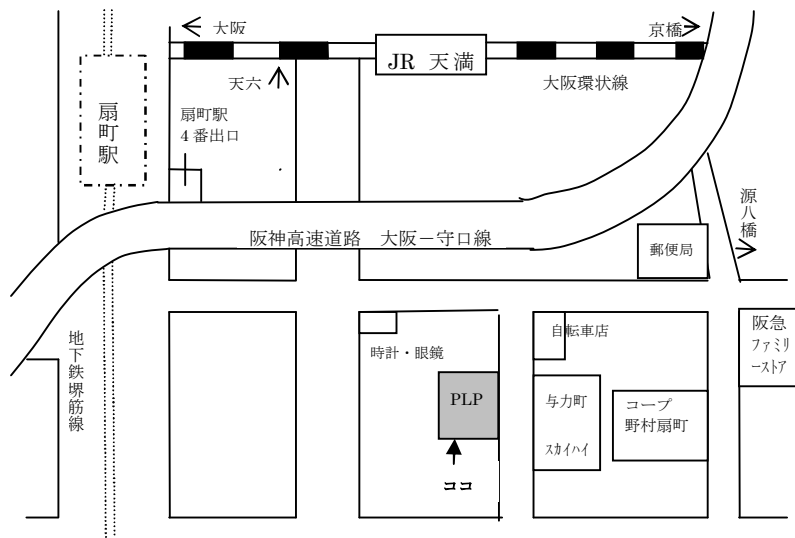 大阪
京橋
JR 天満
大阪環状線
天六
扇町駅
扇町駅
4 番出口
源八橋
阪神高速道路 大阪－守口線
郵便局
地下鉄堺筋線
時計・眼鏡
自転車店
阪急
ファミリ
ーストア
PLP
与力町
スカイハイ
コープ
野村扇町
ココ